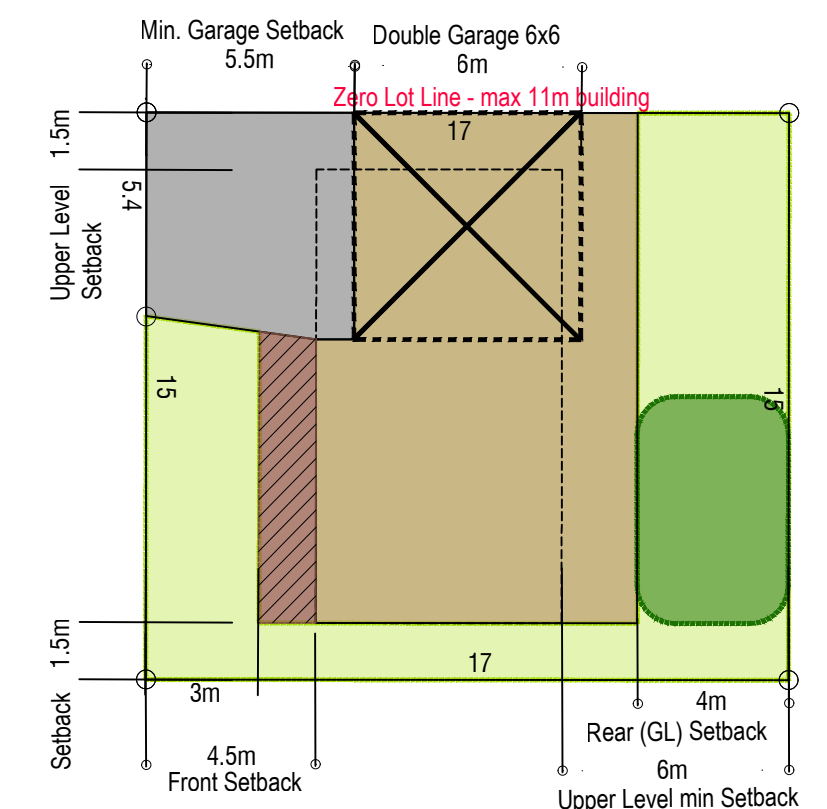 Min. Garage Setback
5.5m
Double Garage 6x6
6m
Zero Lot Line - max 11m building
17
1.5m
5.4
Upper Level
Setback
15
15
1.5m
Setback
17
3m
4.5m
Front Setback
4m
Rear (GL) Setback
6m
Upper Level min Setback